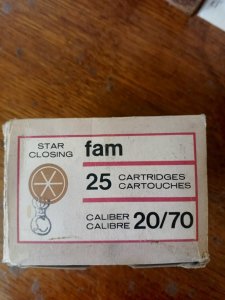 STAR
CLOSING
fam
25 CARTRIDGES
CARTOUCHES
CALIBER
CALIBRE 20/70